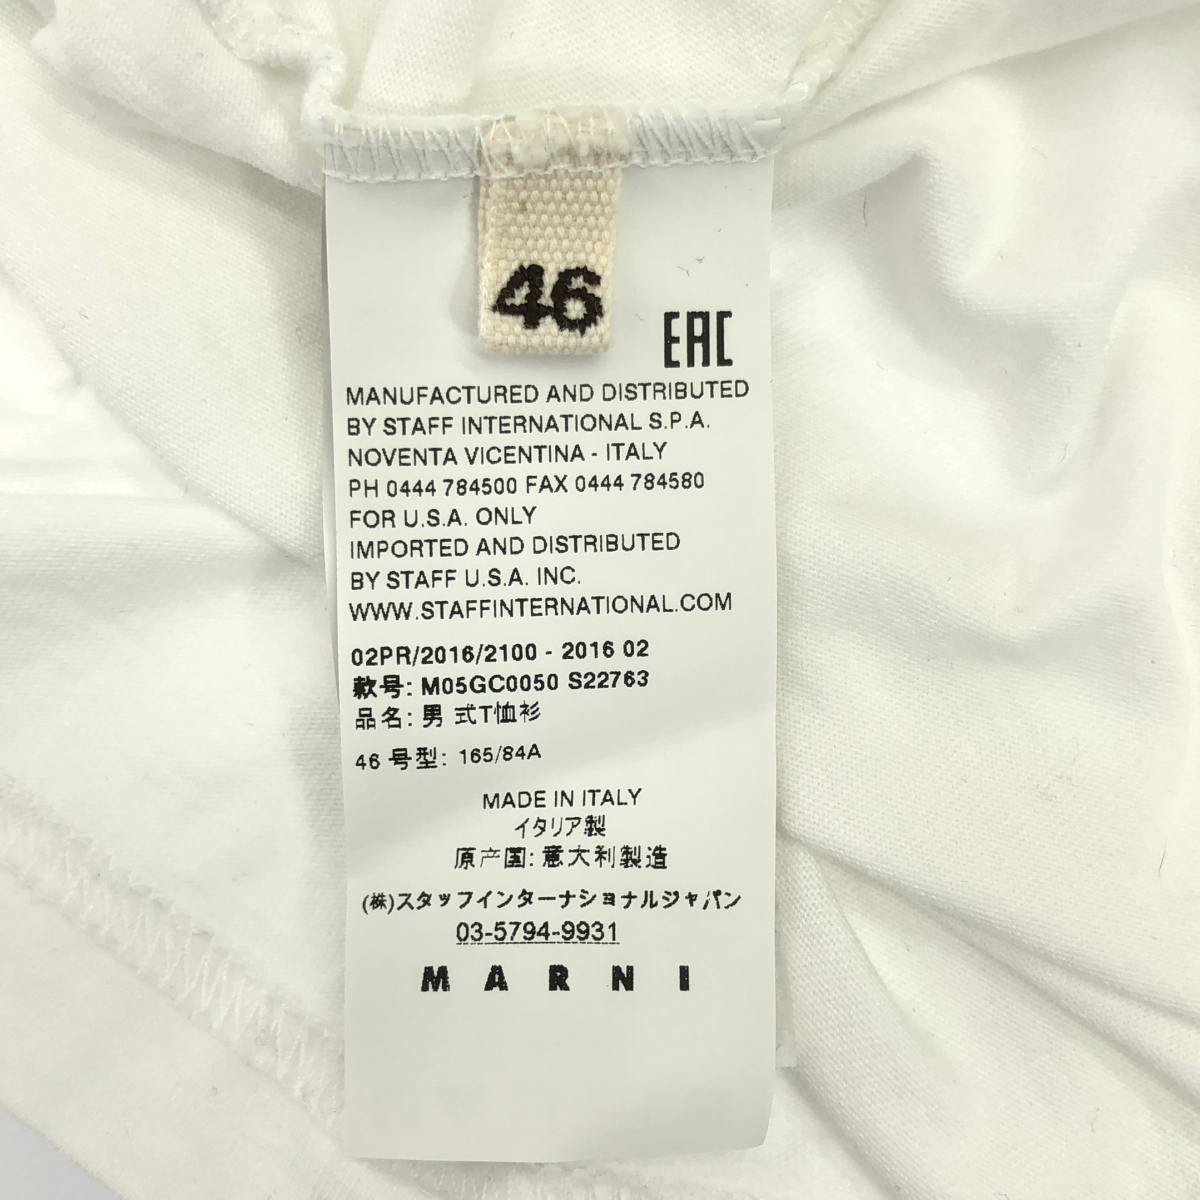 46
EAC
MANUFACTURED AND DISTRIBUTED
BY STAFF INTERNATIONAL S.P.A.
NOVENTA VICENTINA - ITALY
PH 0444 784500 FAX 0444 784580
FOR U.S.A. ONLY
IMPORTED AND DISTRIBUTED
BY STAFF U.S.A. INC.
WWW.STAFFINTERNATIONAL.COM
02PR/2016/2100 - 2016 02
款号: M05GC0050 S22763
品名: 男 式T恤衫
46 号型: 165/84A
MADE IN ITALY
イタリア製
原产国: 意大利製造
(株)スタッフインターナショナルジャパン
03-5794-9931
MARNI